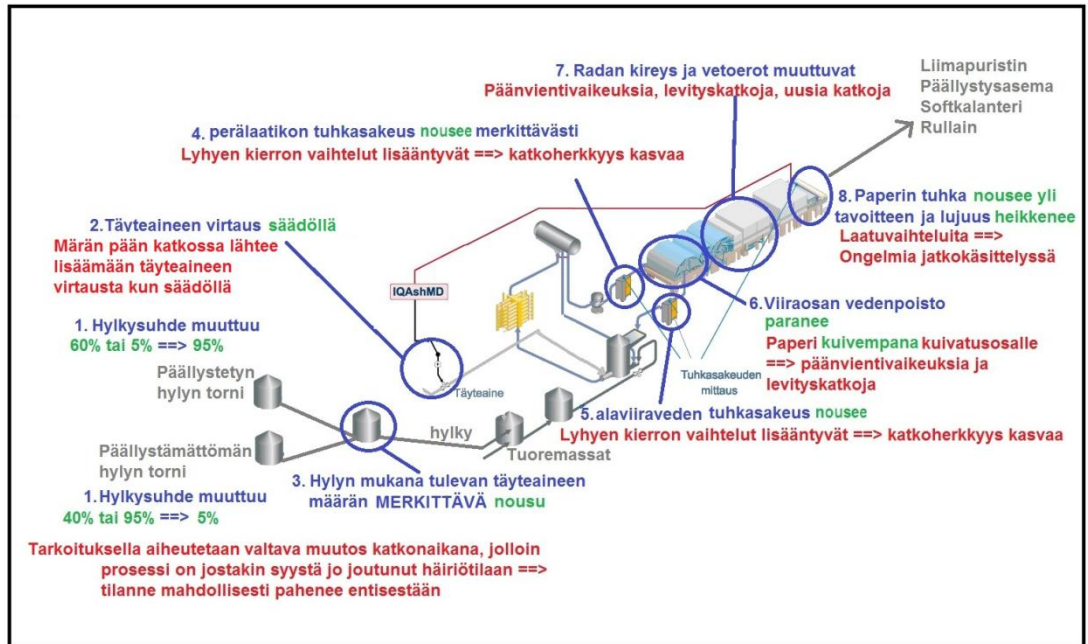 7. Radan kireys ja vetoerot muuttuvat
Päänvientivaikeuksia, levityskatkoja, uusia katkoja
Liimapuristin
Päällystysasema
Softkalanteri
Rullain
4. perälaatikon tuhkasakeus nousee merkittävästi
Lyhyen kierron vaihtelut lisääntyvät ==> katkoherkkyys kasvaa
2. Täyteaineen virtaus säädöllä
Märän pään katkossa lähtee
lisäämään täyteaineen
virtausta kun säädöllä
IQAshMD
8. Paperin tuhka nousee yli
tavoitteen ja lujuus heikkenee
Laatuvaihteluita ==>
Ongelmia jatkokäsittelyssä
6. Viiraosan vedenpoisto
paranee
Paperi kuivempana kuivatusosalle
==> päänvientivaikeuksia ja
levityskatkoja
1. Hylkysuhde muuttuu
60% tai 5% ==> 95%
Päällystetyn
hylyn torni
Täyteaine
Tuhkasakeuden
mittaus
5. alaviiraveden tuhkasakeus nousee
Lyhyen kierron vaihtelut lisääntyvät ==> katkoherkkyys kasvaa
hylky
Tuoremassat
Päällystämättömän
hylyn torni
3. Hylyn mukana tulevan täyteaineen
määrän MERKITTÄVÄ nousu
1. Hylkysuhde muuttuu
40% tai 95% ==> 5%
Tarkoituksella aiheutetaan valtava muutos katkonaikana, jolloin
prosessi on jostakin syystä jo joutunut häiriötilaan ==>
tilanne mahdollisesti pahenee entisestään